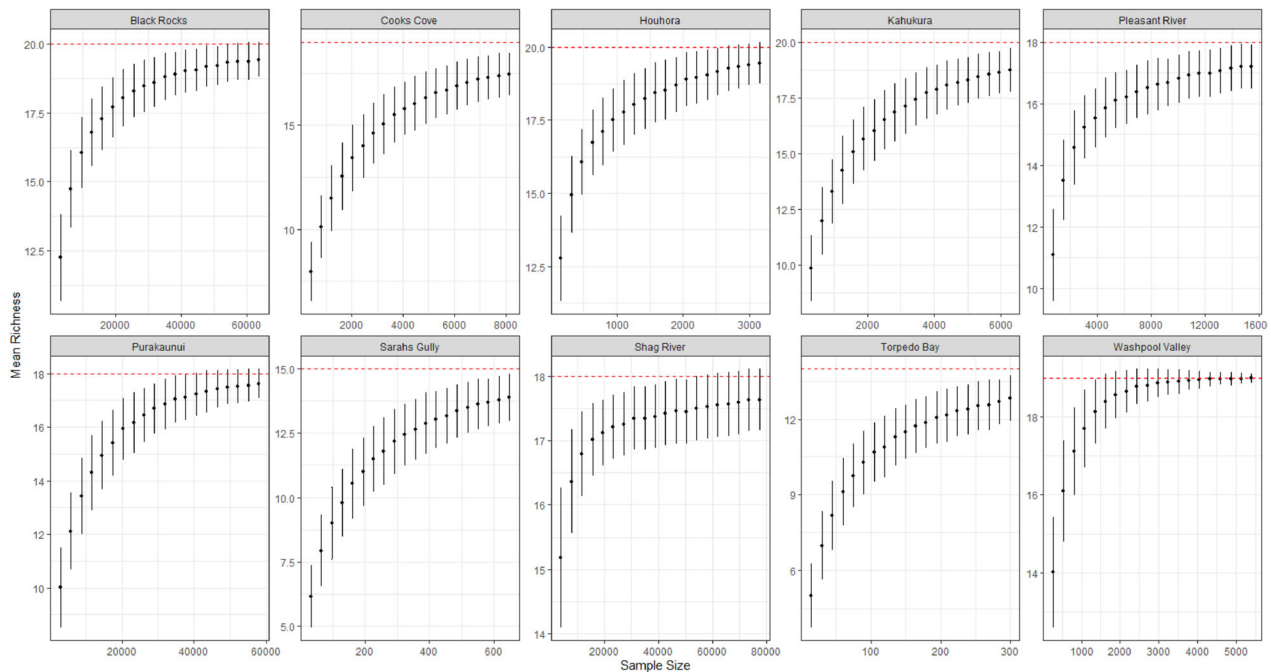 Black Rocks
Cooks Cove
Houhora
Kahukura
Pleasant River
20.0
17.5
15.0
12.5
15
10
20.0
17.5
15.0
12.5
20.0
17.5
15.0
12.5
10.0
18
16
14
12
10
20000 40000 60000
2000 4000 6000 8000
1000 2000 3000
2000 4000 6000
4000 8000 12000 16000
Mean Richness
Purakaunui
Sarahs Gully
Shag River
Torpedo Bay
Washpool Valley
18
16
14
12
10
15.0
12.5
10.0
7.5
5.0
18
17
16
15
14
12
9
6
18
16
14
20000 40000 60000
200 400 600
20000 40000 60000 80000
100 200 300
1000 2000 3000 4000 5000
Sample Size